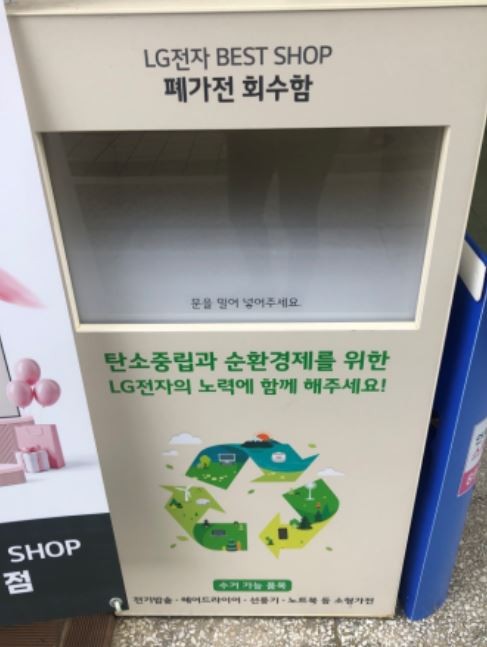 LG전자 BEST SHOP
폐가전 회수함
문을 밀어 넣어주세요.
탄소중립과 순환경제를 위한
LG전자의 노력에 함께 해주세요!
수거 가능 품목
전기밥솥 · 헤어드라이어 · 선풍기 · 노트북 등 소형가전
SHOP
점